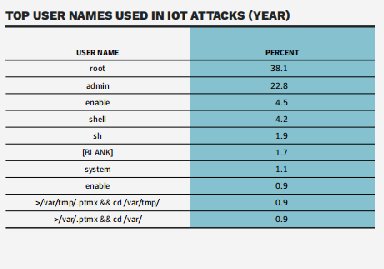 TOP USER NAMES USED IN IOT ATTACKS (YEAR)
USER NAME PERCENT
root 38.1
admin 22.8
enable 4.5
shell 4.2
sh 1.9
[BLANK] 1.7
system 1.1
enable 0.9
>/var/tmp/.ptmx && cd /var/tmp/ 0.9
>/var/.ptmx && cd /var/ 0.9